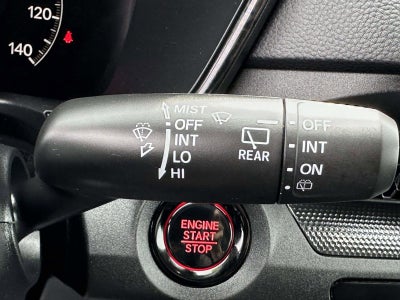 120
140
MIST
OFF
INT
LO
HI
REAR
OFF
INT
ON
ENGINE
START
STOP